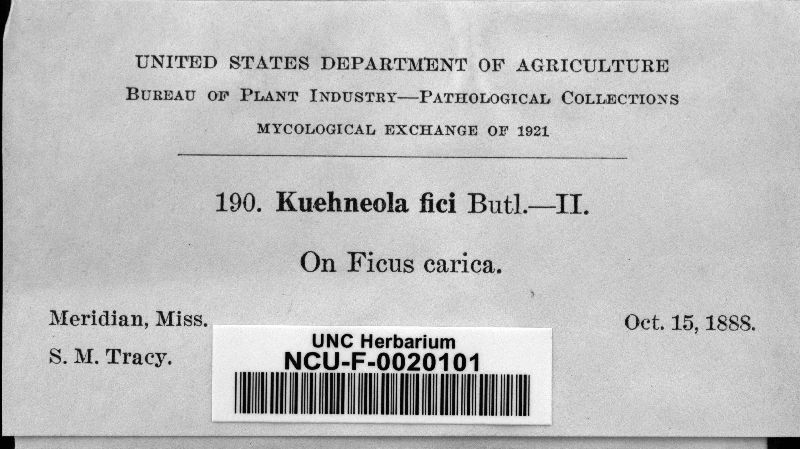 UNITED STATES DEPARTMENT OF AGRICULTURE
BUREAU OF PLANT INDUSTRY—PATHOLOGICAL COLLECTIONS
MYCOLOGICAL EXCHANGE OF 1921
190. Kuehneola fici Butl.—II.
On Ficus carica.
Meridian, Miss. Oct. 15, 1888.
S. M. Tracy.
UNC Herbarium
NCU-F-0020101